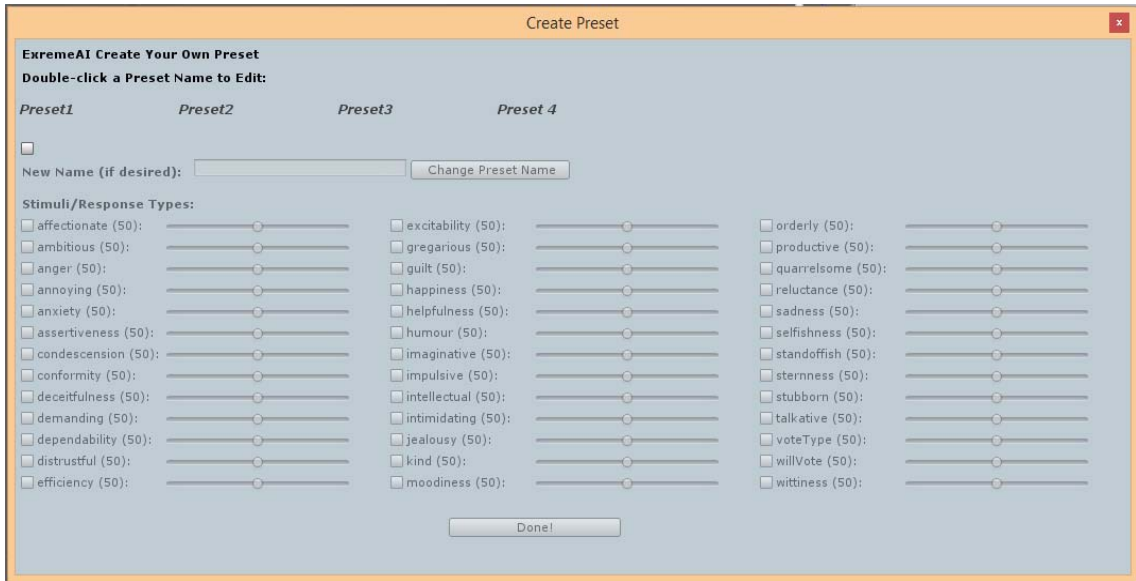 Create Preset
x
ExremeAI Create Your Own Preset
Double-click a Preset Name to Edit:
Preset1 Preset2 Preset3 Preset 4
New Name (if desired): Change Preset Name
Stimuli/Response Types:
affectionate (50): excitability (50): orderly (50):
ambitious (50): gregarious (50): productive (50):
anger (50): guilt (50): quarrelsome (50):
annoying (50): happiness (50): reluctance (50):
anxiety (50): helpfulness (50): sadness (50):
assertiveness (50): humour (50): selfishness (50):
condescension (50): imaginative (50): standoffish (50):
conformity (50): impulsive (50): sternness (50):
deceitfulness (50): intellectual (50): stubborn (50):
demanding (50): intimidating (50): talkative (50):
dependability (50): jealousy (50): voteType (50):
distrustful (50): kind (50): willVote (50):
efficiency (50): moodiness (50): wittiness (50):
Done!